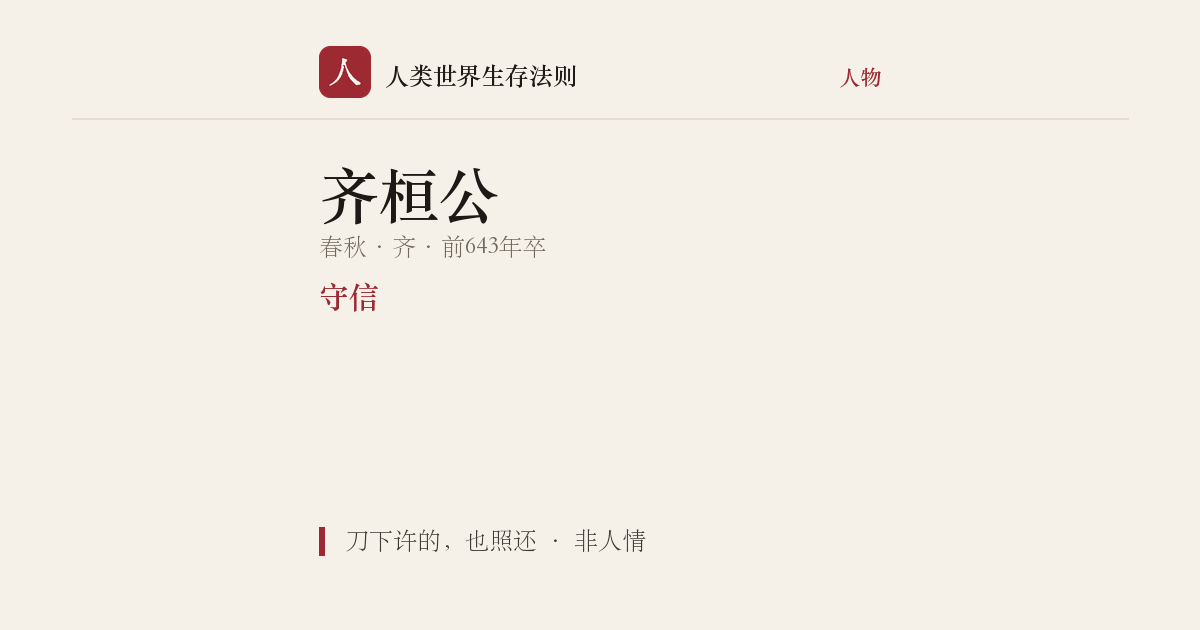 人 人类世界生存法则 人物
齐桓公
春秋 · 齐 · 前643年卒
守信
刀下许的，也照还 · 非人情